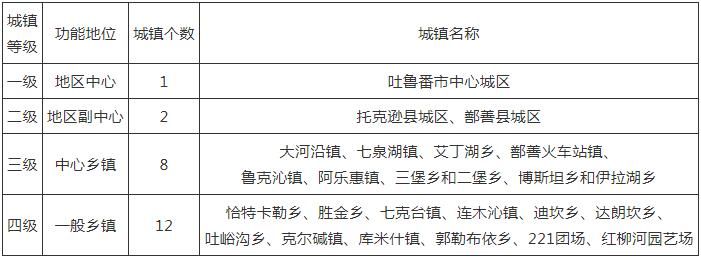 城镇等级 功能地位 城镇个数 城镇名称
一级 地区中心 1 吐鲁番市中心城区
二级 地区副中心 2 托克逊县城区、鄯善县城区
三级 中心乡镇 8 大河沿镇、七泉湖镇、艾丁湖乡、鄯善火车站镇、
鲁克沁镇、阿乐惠镇、三堡乡和二堡乡、博斯坦乡和伊拉湖乡
四级 一般乡镇 12 恰特卡勒乡、胜金乡、七克台镇、连木沁镇、迪坎乡、达朗坎乡、
吐峪沟乡、克尔碱镇、库米什镇、郭勒布依乡、221团场、红柳河园艺场